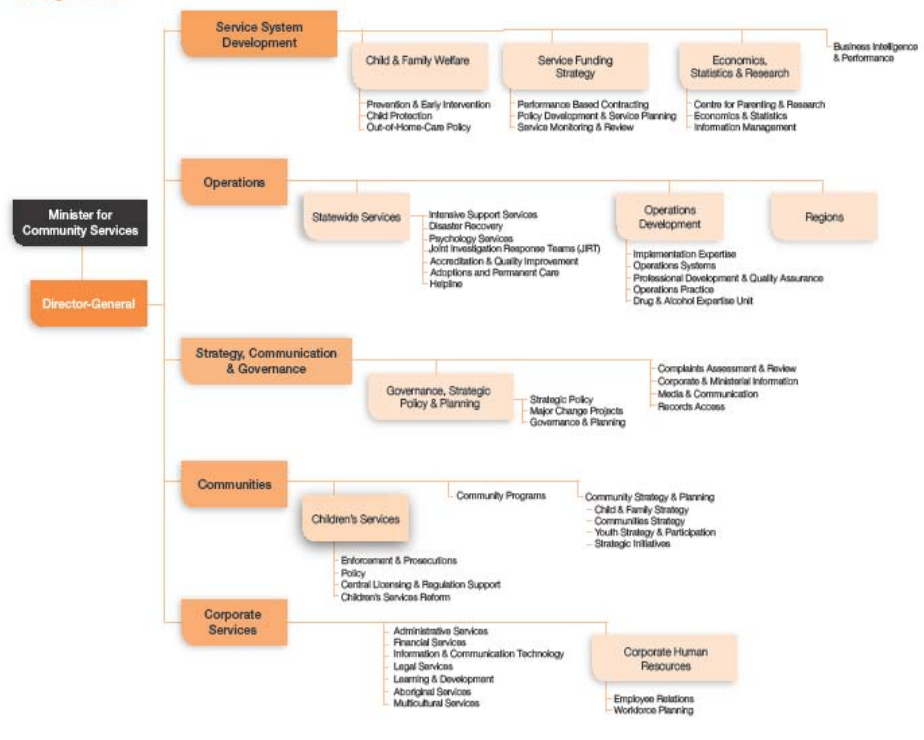 Service System
Development
Child & Family Welfare
Prevention & Early Intervention
Child Protection
Out-of-Home-Care Policy
Service Funding
Strategy
Performance Based Contracting
Policy Development & Service Planning
Service Monitoring & Review
Economics,
Statistics & Research
Centre for Parenting & Research
Economics & Statistics
Information Management
Business Intelligence
& Performance
Minister for
Community Services
Director-General
Operations
Statewide Services
Intensive Support Services
Disaster Recovery
Psychology Services
Joint Investigation Response Teams (JIRT)
Accreditation & Quality Improvement
Adoptions and Permanent Care
Helpline
Operations
Development
Implementation Expertise
Operations Systems
Professional Development & Quality Assurance
Operations Practice
Drug & Alcohol Expertise Unit
Regions
Strategy, Communication
& Governance
Governance, Strategic
Policy & Planning
Strategic Policy
Major Change Projects
Governance & Planning
Complaints Assessment & Review
Corporate & Ministerial Information
Media & Communication
Records Access
Communities
Children's Services
Enforcement & Prosecutions
Policy
Central Licensing & Regulation Support
Children's Services Reform
Community Programs
Community Strategy & Planning
Child & Family Strategy
Communities Strategy
Youth Strategy & Participation
Strategic Initiatives
Corporate
Services
Administrative Services
Financial Services
Information & Communication Technology
Legal Services
Learning & Development
Aboriginal Services
Multicultural Services
Corporate Human
Resources
Employee Relations
Workforce Planning